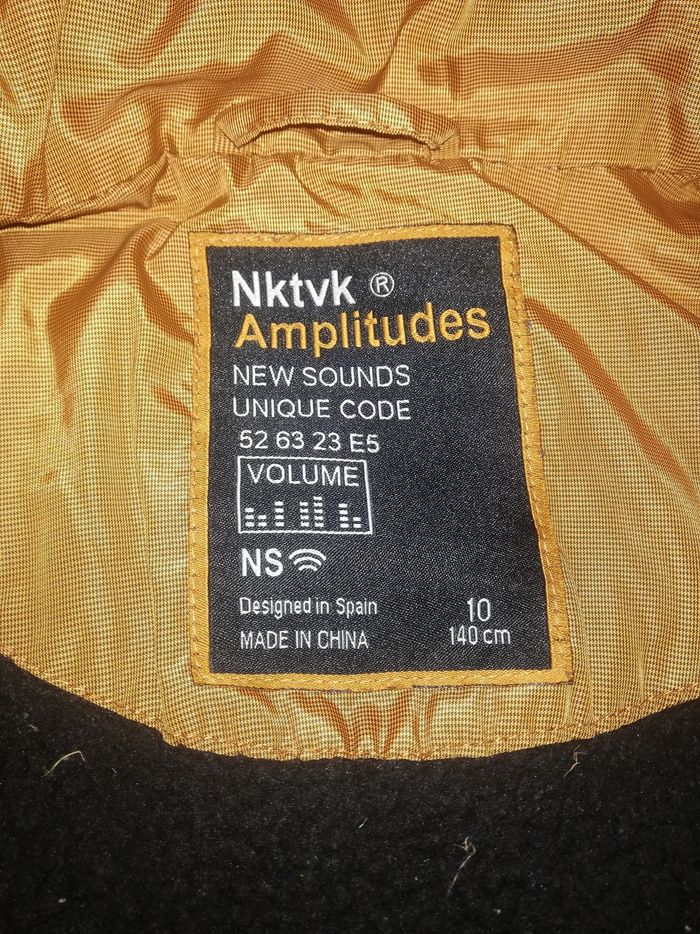 Nktvk ®
Amplitudes
NEW SOUNDS
UNIQUE CODE
52 63 23 E5
VOLUME
NS
Designed in Spain
MADE IN CHINA
10
140 cm